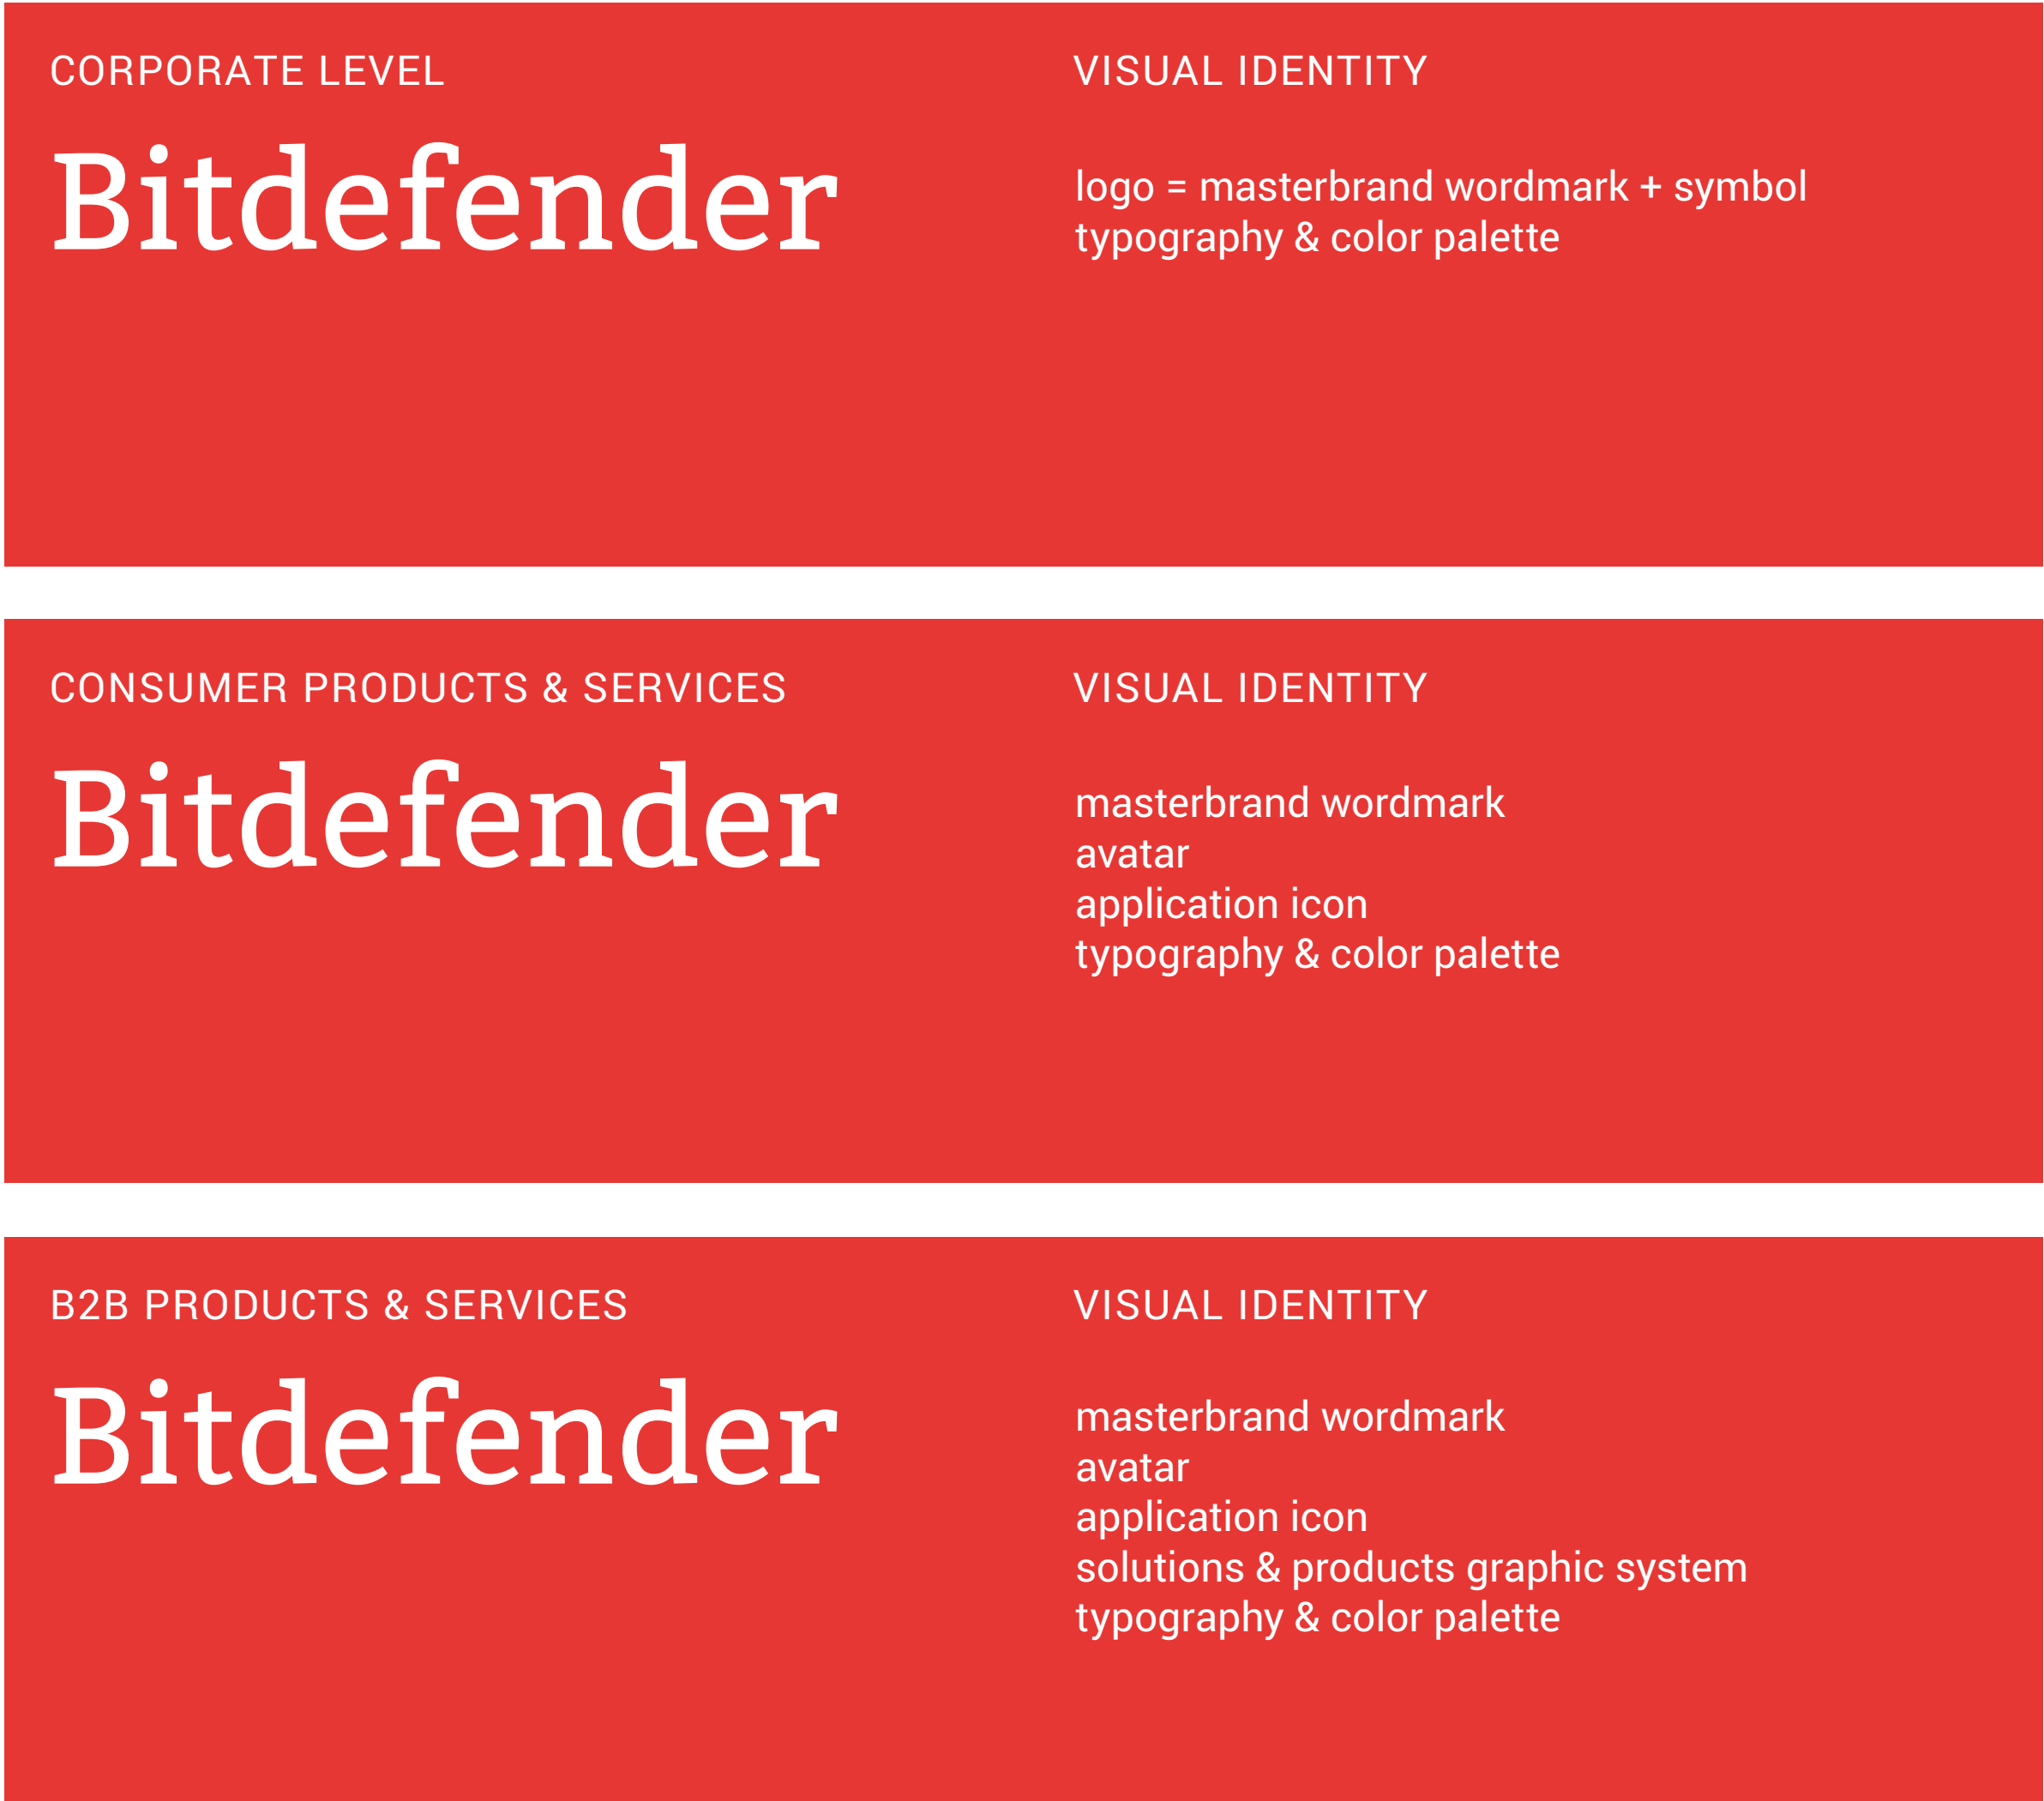 CORPORATE LEVEL
Bitdefender
VISUAL IDENTITY
logo = masterbrand wordmark + symbol
typography & color palette
CONSUMER PRODUCTS & SERVICES
Bitdefender
VISUAL IDENTITY
masterbrand wordmark
avatar
application icon
typography & color palette
B2B PRODUCTS & SERVICES
Bitdefender
VISUAL IDENTITY
masterbrand wordmark
avatar
application icon
solutions & products graphic system
typography & color palette